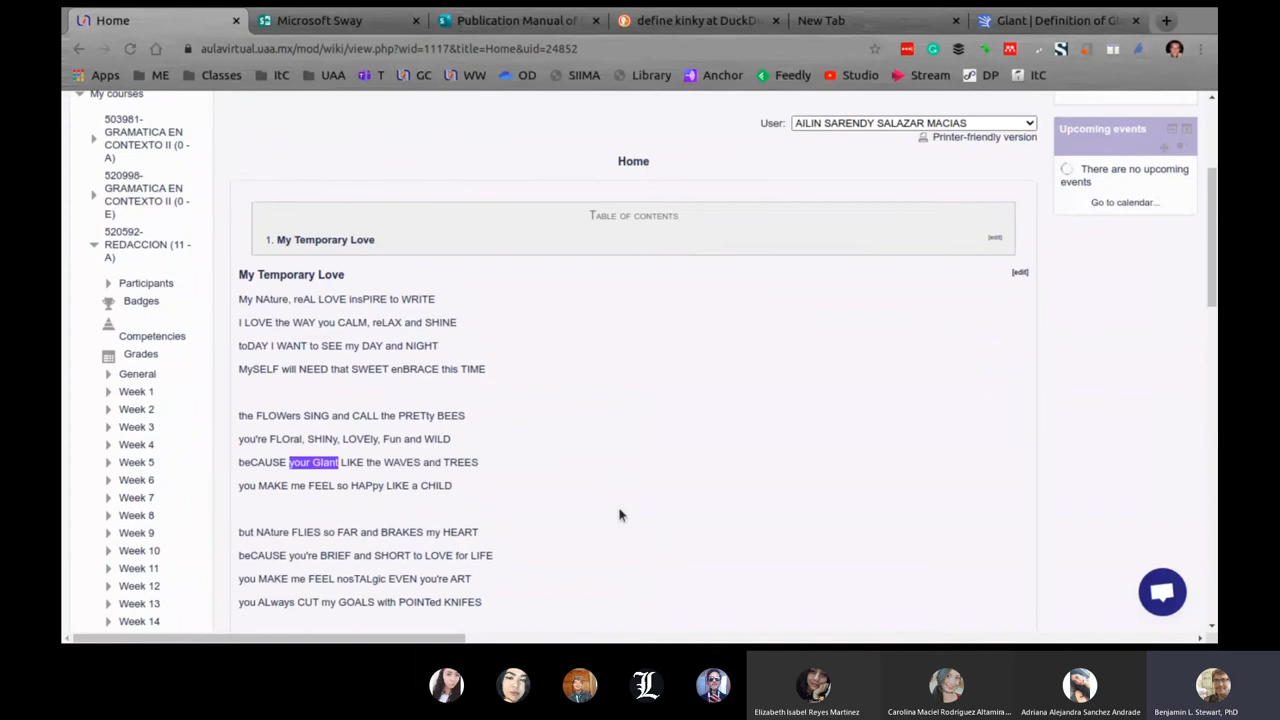 Home
Microsoft Sway
Publication Manual of
define kinky at DuckDu
New Tab
Glant | Definition of Gla
aulavirtual.uaa.mx/mod/wiki/view.php?wid=1117&title=Home&uid=24852
Apps
ME
Classes
ItC
UAA
T
GC
WW
OD
SIIMA
Library
Anchor
Feedly
Studio
Stream
DP
ItC
My courses
503981-
GRAMATICA EN
CONTEXTO II (0 -
A)
520998-
GRAMATICA EN
CONTEXTO II (0 -
E)
520592-
REDACCION (11 -
A)
Participants
Badges
Competencies
Grades
General
Week 1
Week 2
Week 3
Week 4
Week 5
Week 6
Week 7
Week 8
Week 9
Week 10
Week 11
Week 12
Week 13
Week 14
User: AILIN SARENDY SALAZAR MACIAS
Printer-friendly version
Home
TABLE OF CONTENTS
1. My Temporary Love
[edit]
My Temporary Love
[edit]
My NAture, reAL LOVE insPIRE to WRITE
I LOVE the WAY you CALM, reLAX and SHINE
toDAY I WANT to SEE my DAY and NIGHT
MySELF will NEED that SWEET enBRACE this TIME
the FLOWers SING and CALL the PRETty BEES
you're FLOral, SHINy, LOVEly, Fun and WILD
beCAUSE your GIant LIKE the WAVES and TREES
you MAKE me FEEL so HAPpy LIKE a CHILD
but NAture FLIES so FAR and BRAKES my HEART
beCAUSE you're BRIEF and SHORT to LOVE for LIFE
you MAKE me FEEL nosTALgic EVEN you're ART
you ALways CUT my GOALS with POINTed KNIFES
Upcoming events
There are no upcoming
events
Go to calendar...
L
Elizabeth Isabel Reyes Martinez
Carolina Maciel Rodriguez Altamira...
Adriana Alejandra Sanchez Andrade
Benjamin L. Stewart, PhD